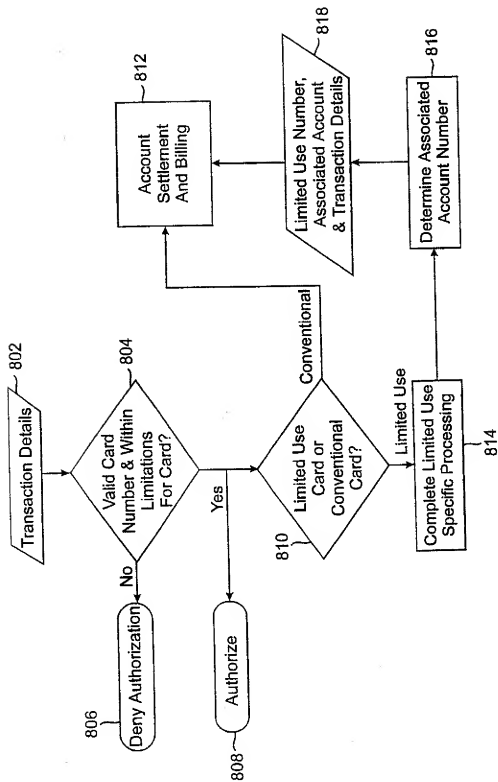 802
Transaction Details
804
Valid Card
Number & Within
Limitations
For Card?
No
806
Deny Authorization
Yes
808
Authorize
810
Limited Use
Card or
Conventional
Card?
Conventional
812
Account
Settlement
And Billing
Limited Use
Complete Limited Use
Specific Processing
814
Determine Associated
Account Number
816
Limited Use Number,
Associated Account
& Transaction Details
818